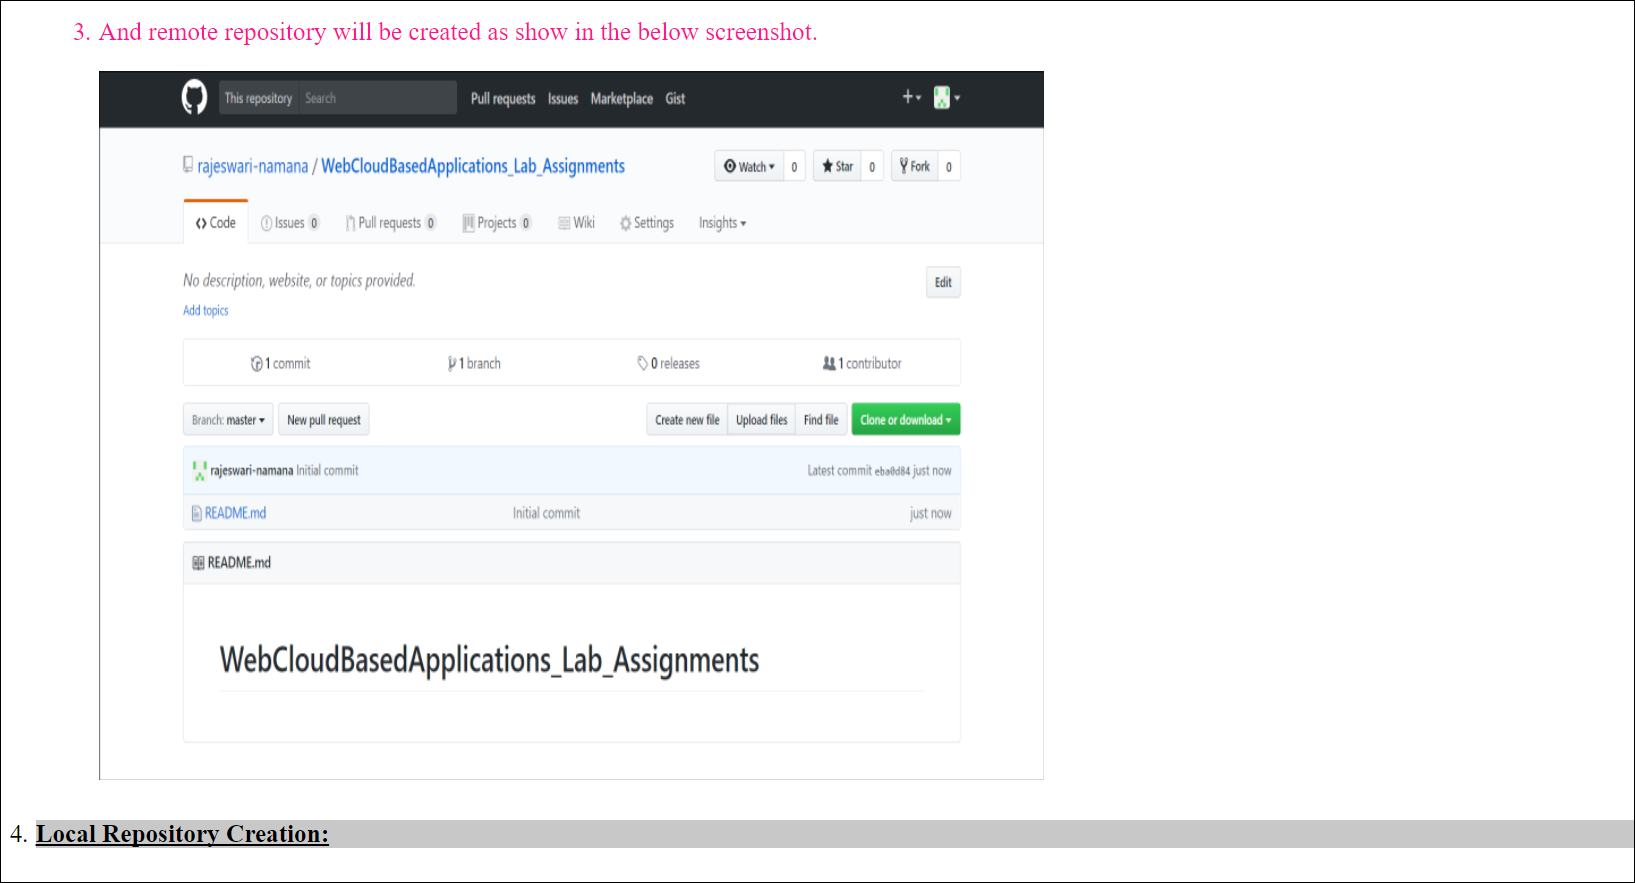 3. And remote repository will be created as show in the below screenshot.
This repository Search Pull requests Issues Marketplace Gist
rajeswari-namana / WebCloudBasedApplications_Lab_Assignments Watch 0 Star 0 Fork 0
Code Issues 0 Pull requests 0 Projects 0 Wiki Settings Insights
No description, website, or topics provided. Edit
Add topics
1 commit 1 branch 0 releases 1 contributor
Branch: master New pull request Create new file Upload files Find file Clone or download
rajeswari-namana Initial commit Latest commit eba0d84 just now
README.md Initial commit just now
README.md
WebCloudBasedApplications_Lab_Assignments
4. Local Repository Creation: